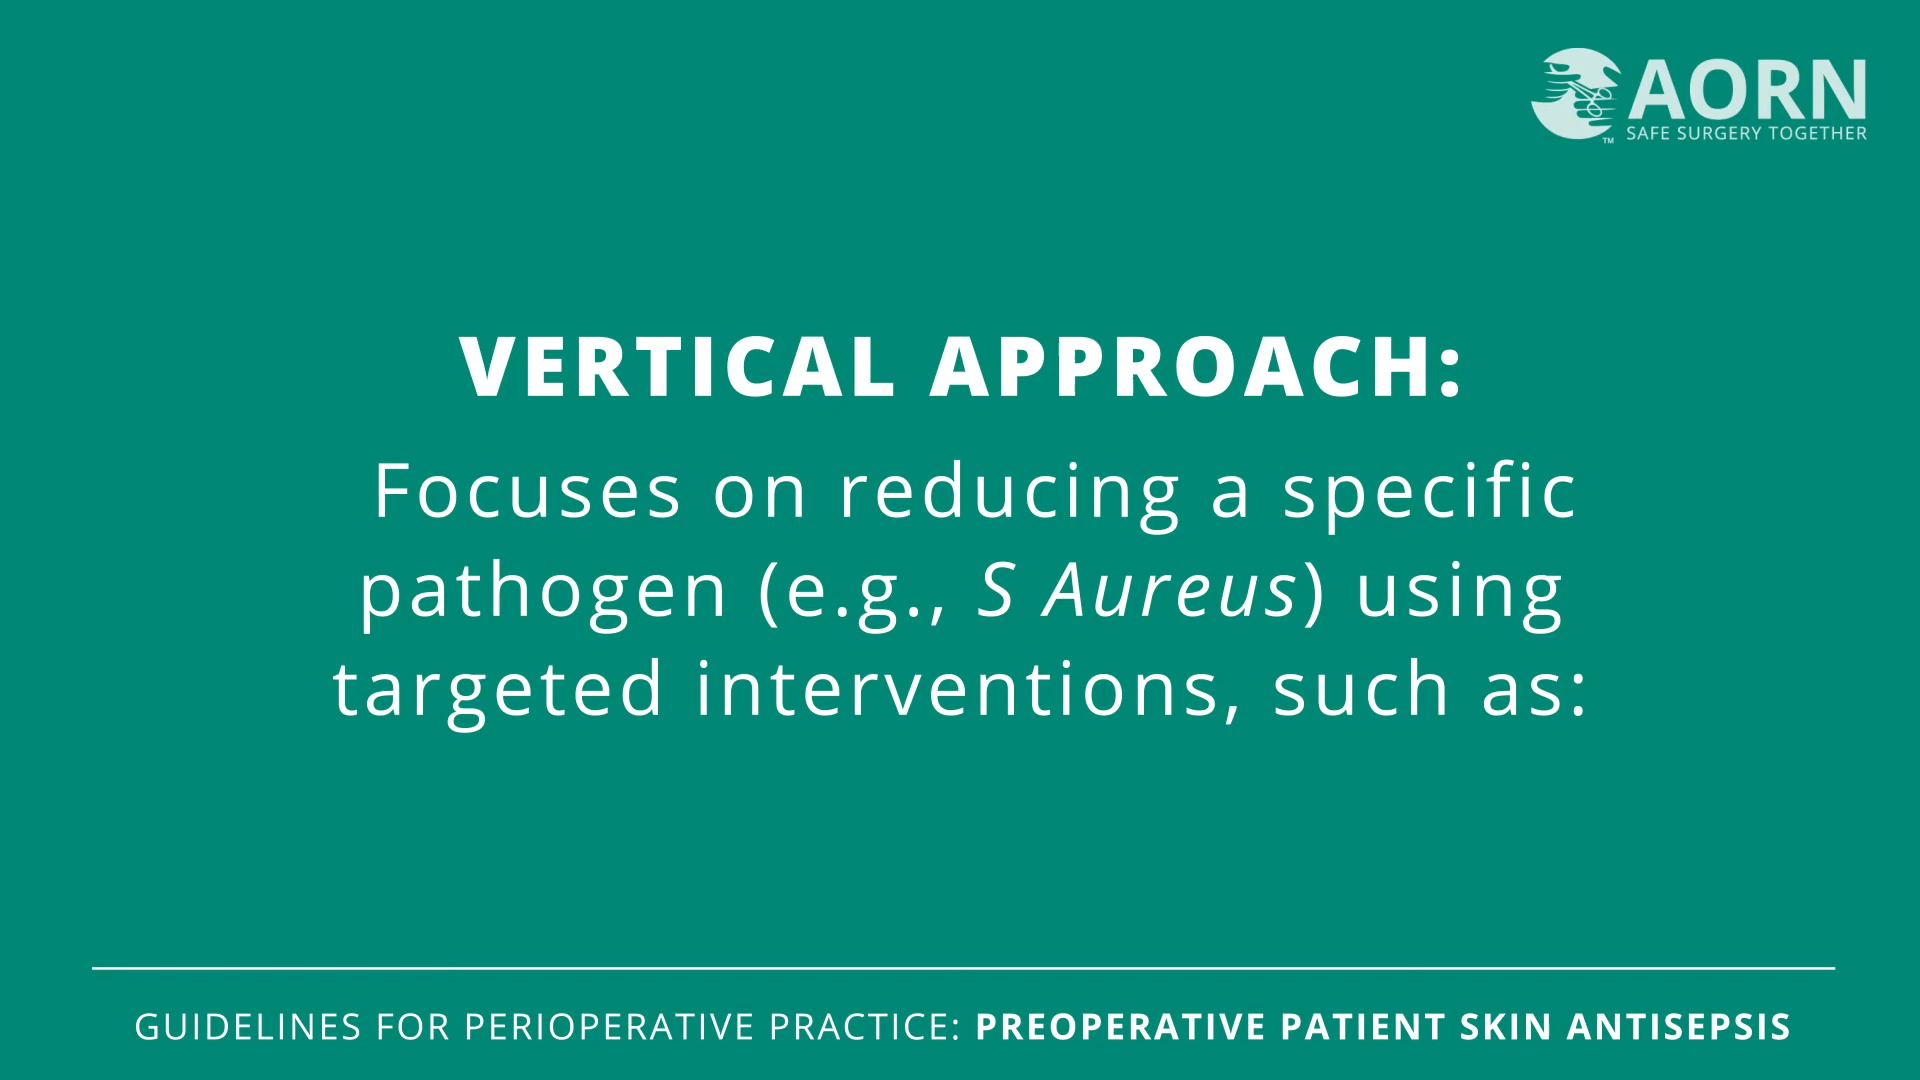 AORN
SAFE SURGERY TOGETHER
™
VERTICAL APPROACH:
Focuses on reducing a specific
pathogen (e.g., S Aureus) using
targeted interventions, such as:
GUIDELINES FOR PERIOPERATIVE PRACTICE: PREOPERATIVE PATIENT SKIN ANTISEPSIS